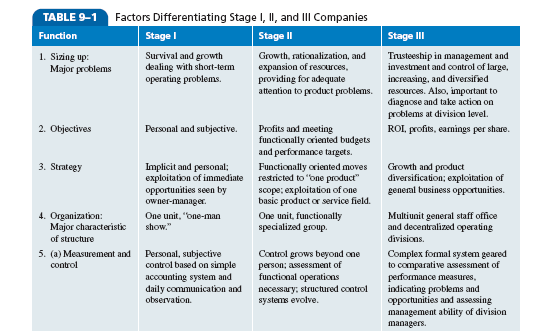 TABLE 9–1 Factors Differentiating Stage I, II, and III Companies
Function Stage I Stage II Stage III
1. Sizing up:
Major problems
Survival and growth
dealing with short-term
operating problems.
Growth, rationalization, and
expansion of resources,
providing for adequate
attention to product problems.
Trusteeship in management and
investment and control of large,
increasing, and diversified
resources. Also, important to
diagnose and take action on
problems at division level.
2. Objectives
Personal and subjective.
Profits and meeting
functionally oriented budgets
and performance targets.
ROI, profits, earnings per share.
3. Strategy
Implicit and personal;
exploitation of immediate
opportunities seen by
owner-manager.
Functionally oriented moves
restricted to “one product”
scope; exploitation of one
basic product or service field.
Growth and product
diversification; exploitation of
general business opportunities.
4. Organization:
Major characteristic
of structure
One unit, “one-man
show.”
One unit, functionally
specialized group.
Multiunit general staff office
and decentralized operating
divisions.
5. (a) Measurement and
control
Personal, subjective
control based on simple
accounting system and
daily communication and
observation.
Control grows beyond one
person; assessment of
functional operations
necessary; structured control
systems evolve.
Complex formal system geared
to comparative assessment of
performance measures,
indicating problems and
opportunities and assessing
management ability of division
managers.